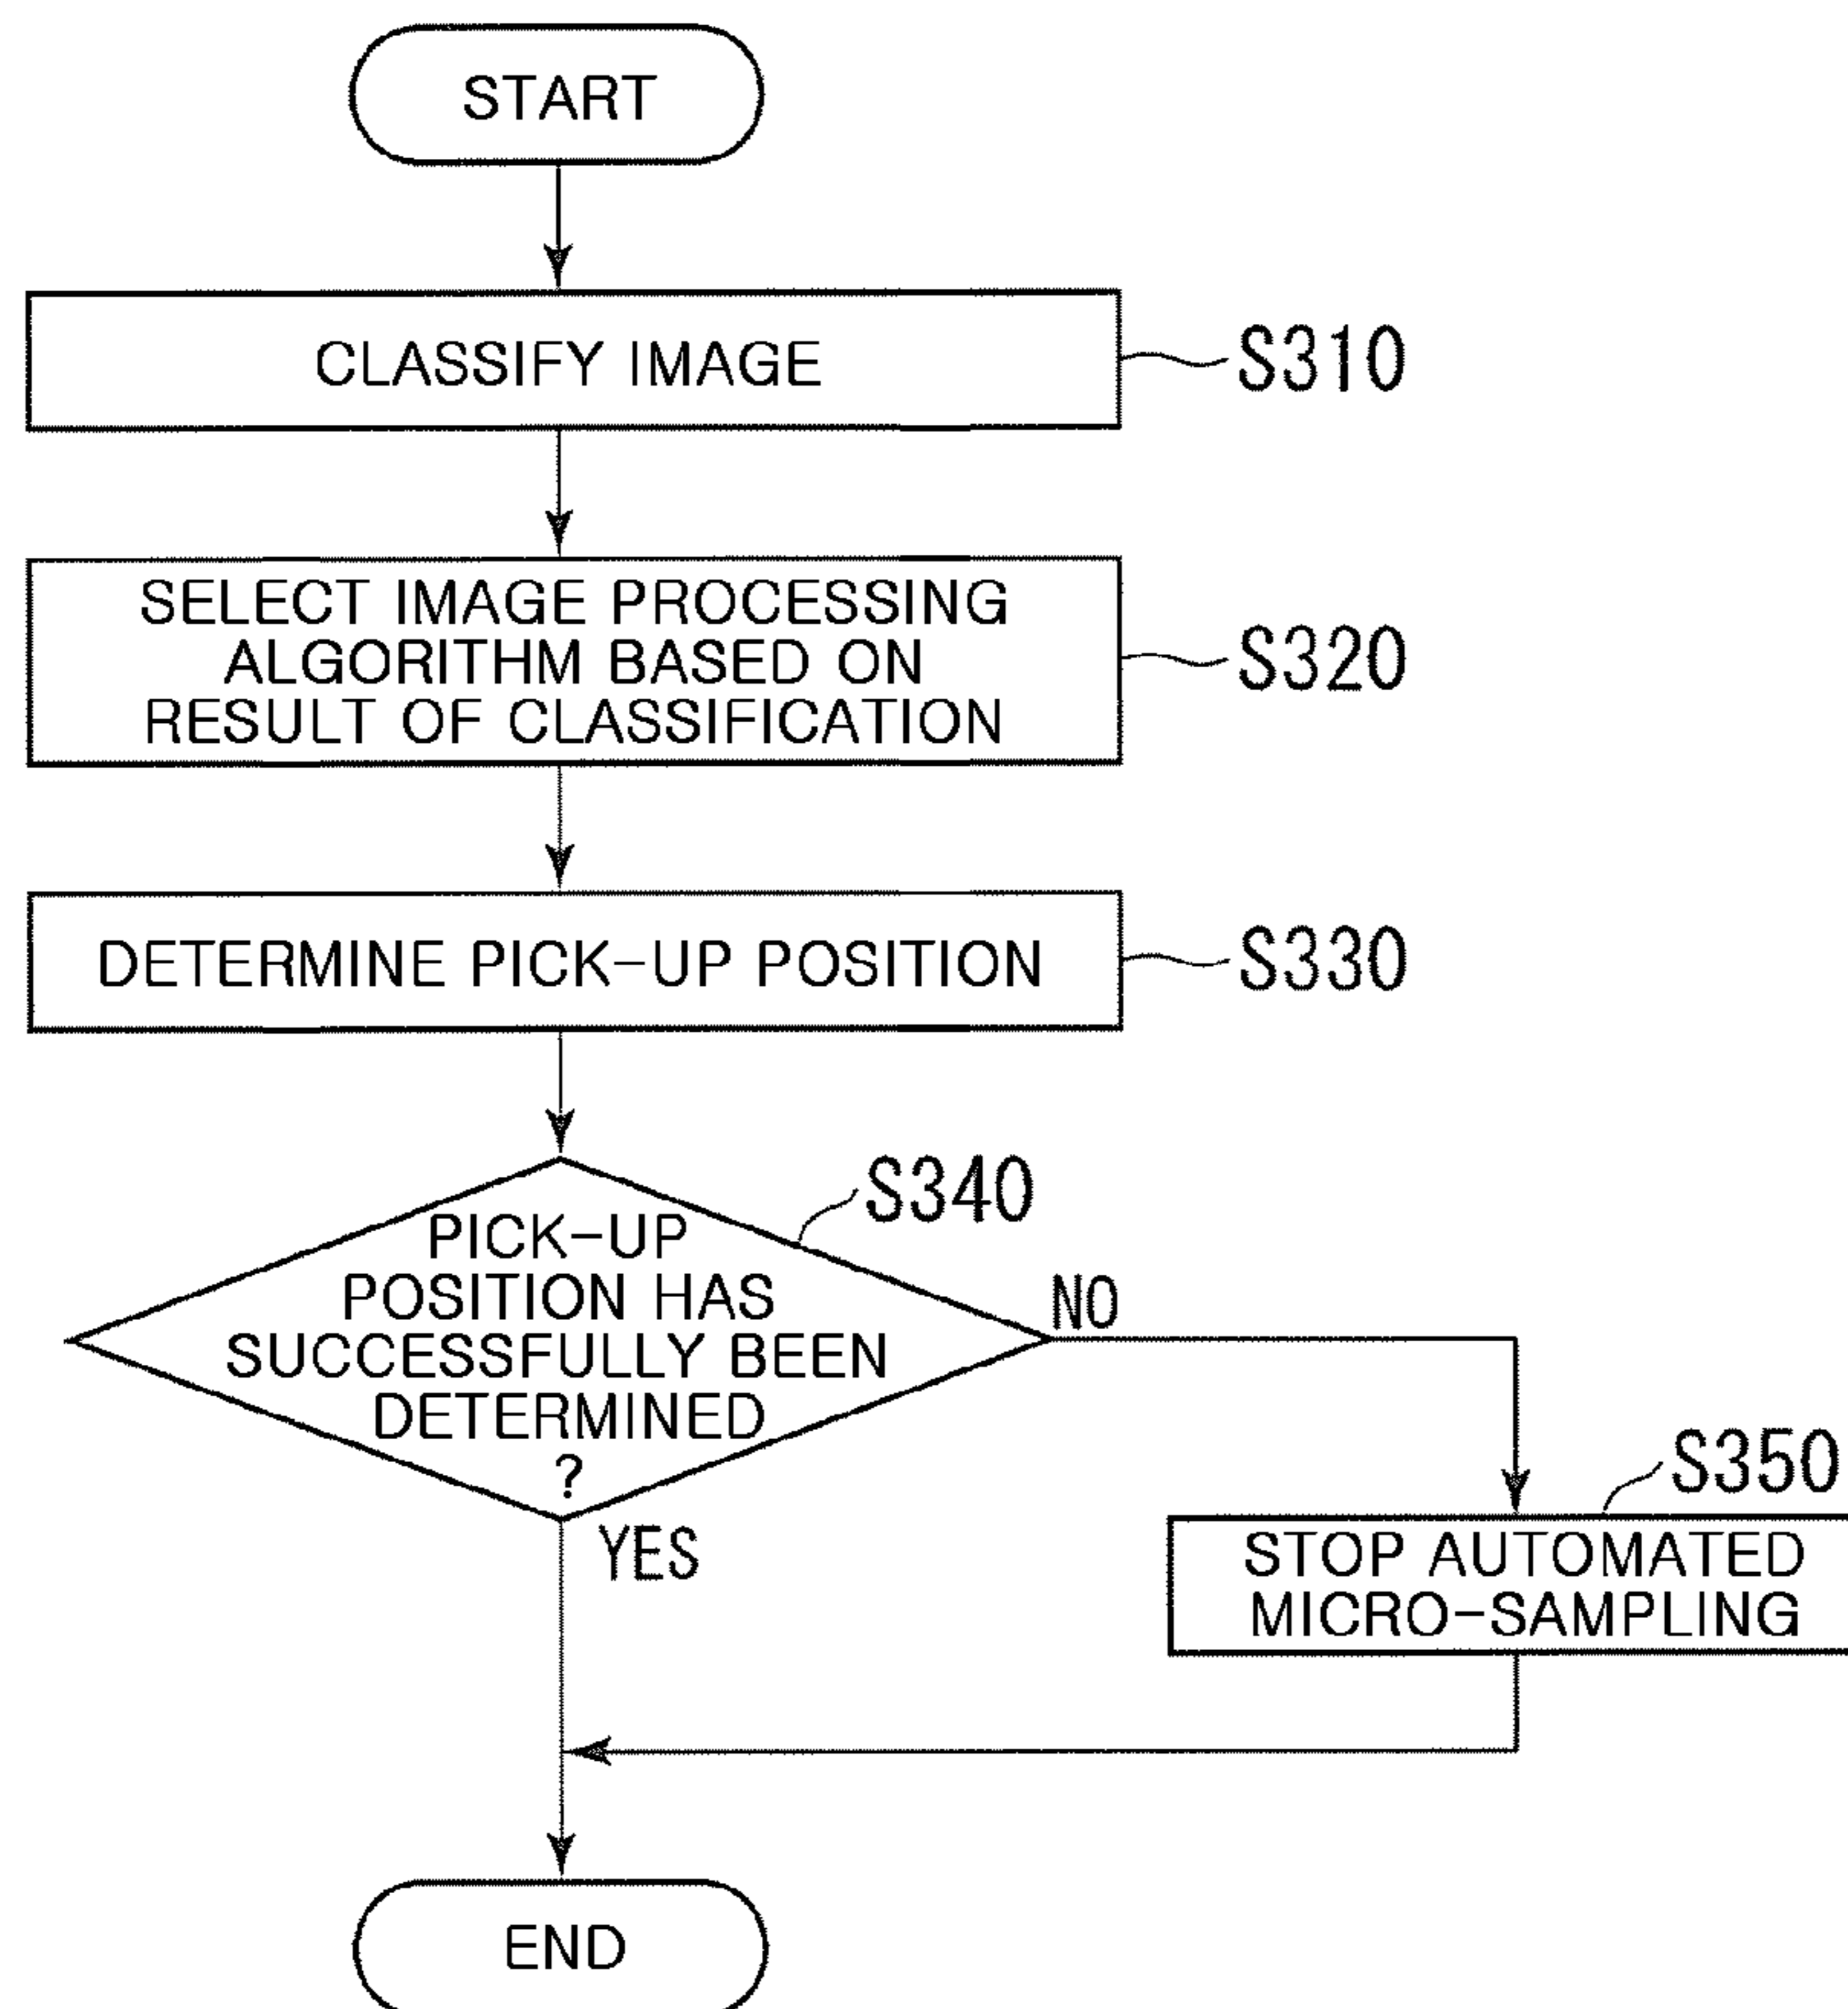 START
CLASSIFY IMAGE
S310
SELECT IMAGE PROCESSING
ALGORITHM BASED ON
RESULT OF CLASSIFICATION
S320
DETERMINE PICK-UP POSITION
S330
S340
PICK-UP
POSITION HAS
SUCCESSFULLY BEEN
DETERMINED
?
NO
YES
S350
STOP AUTOMATED
MICRO-SAMPLING
END